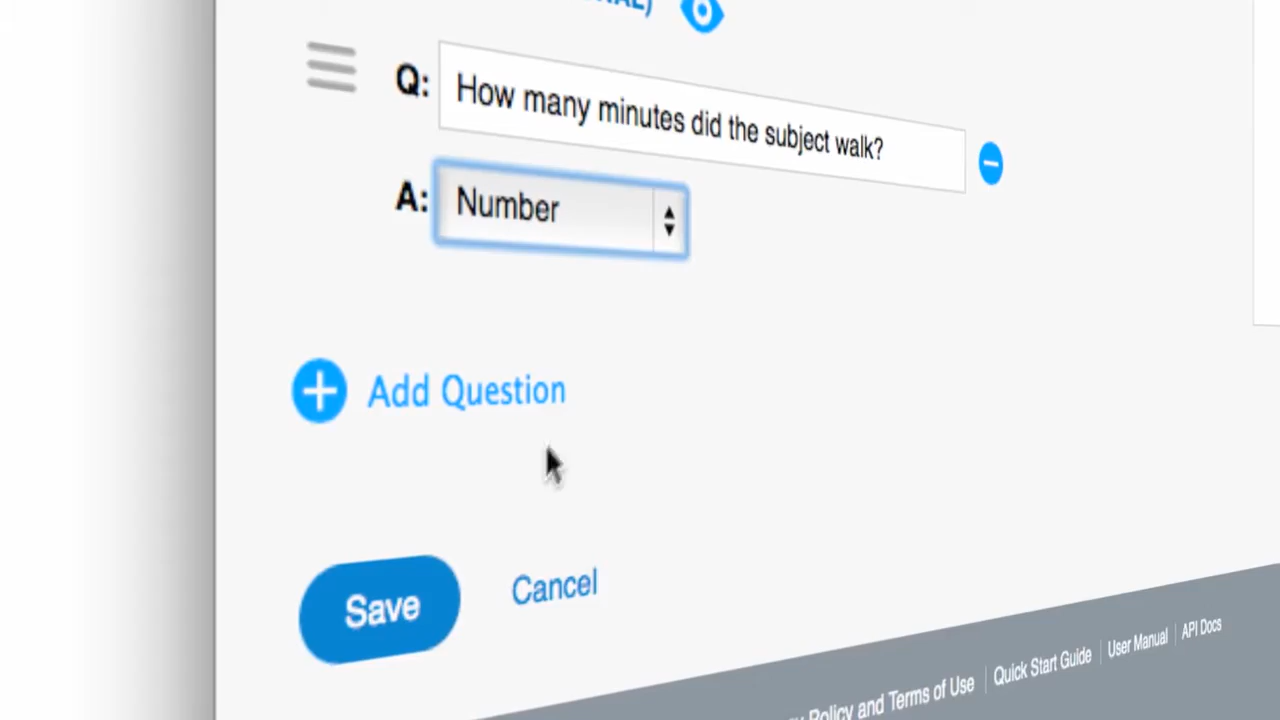 Q: How many minutes did the subject walk?
A: Number
Add Question
Save Cancel
Policy and Terms of Use | Quick Start Guide | User Manual | API Docs